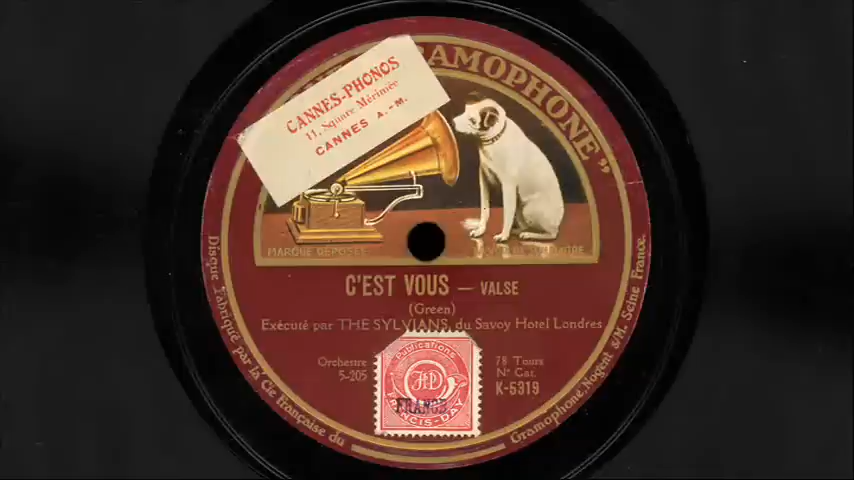 CANNES-PHONOS
11, Square Mérimée
CANNES A.-M.
GRAMOPHONE"
MARQUE DÉPOSÉE
C'EST VOUS — VALSE
(Green)
Exécuté par THE SYLVIANS, du Savoy Hotel Londres
Orchestre
5-205
78 Tours
N° Cat.
K-5319
Publications
FRANCE
FRANCIS-DAY
Disque Fabriqué par la Cie Française du Gramophone, Nogent s/M. Seine France.